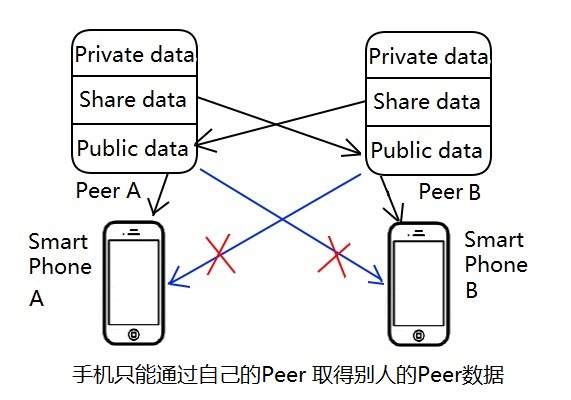 Private data
Share data
Public data
Peer A
Private data
Share data
Public data
Peer B
Smart
Phone
A
Smart
Phone
B
手机只能通过自己的Peer 取得别人的Peer数据